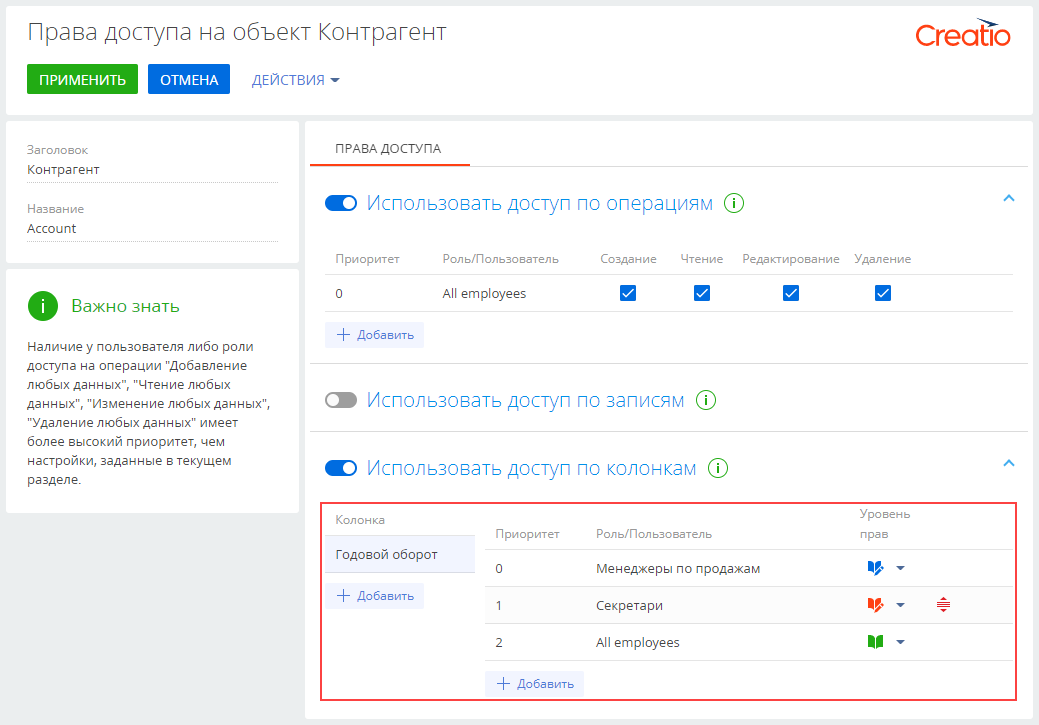 Права доступа на объект Контрагент
Creatio
ПРИМЕНИТЬ ОТМЕНА ДЕЙСТВИЯ
Заголовок
Контрагент
Название
Account
i Важно знать
Наличие у пользователя либо роли
доступа на операции "Добавление
любых данных", "Чтение любых
данных", "Изменение любых данных",
"Удаление любых данных" имеет
более высокий приоритет, чем
настройки, заданные в текущем
разделе.
ПРАВА ДОСТУПА
Использовать доступ по операциям i
Приоритет Роль/Пользователь Создание Чтение Редактирование Удаление
0 All employees
+ Добавить
Использовать доступ по записям i
Использовать доступ по колонкам i
Колонка
Годовой оборот
+ Добавить
Приоритет Роль/Пользователь Уровень
прав
0 Менеджеры по продажам
1 Секретари
2 All employees
+ Добавить